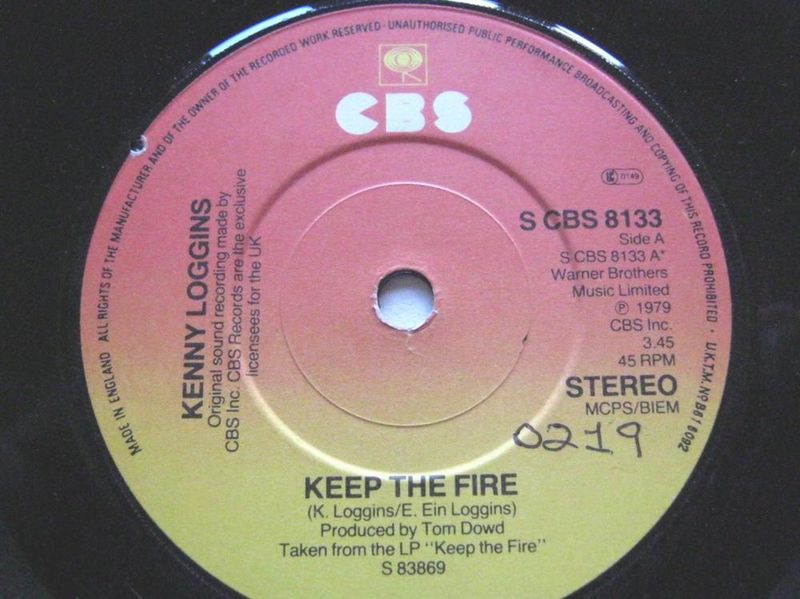 MADE IN ENGLAND ALL RIGHTS OF THE MANUFACTURER AND OF THE OWNER OF THE RECORDED WORK RESERVED · UNAUTHORISED PUBLIC PERFORMANCE BROADCASTING AND COPYING OF THIS RECORD PROHIBITED · U.K.T.M.Nº B616092
CBS
LC 0149
KENNY LOGGINS
Original sound recording made by
CBS Inc. CBS Records are the exclusive
licensees for the UK
S CBS 8133
Side A
S CBS 8133 A*
Warner Brothers
Music Limited
℗ 1979
CBS Inc.
3.45
45 RPM
STEREO
MCPS/BIEM
0219
KEEP THE FIRE
(K. Loggins/E. Ein Loggins)
Produced by Tom Dowd
Taken from the LP "Keep the Fire"
S 83869